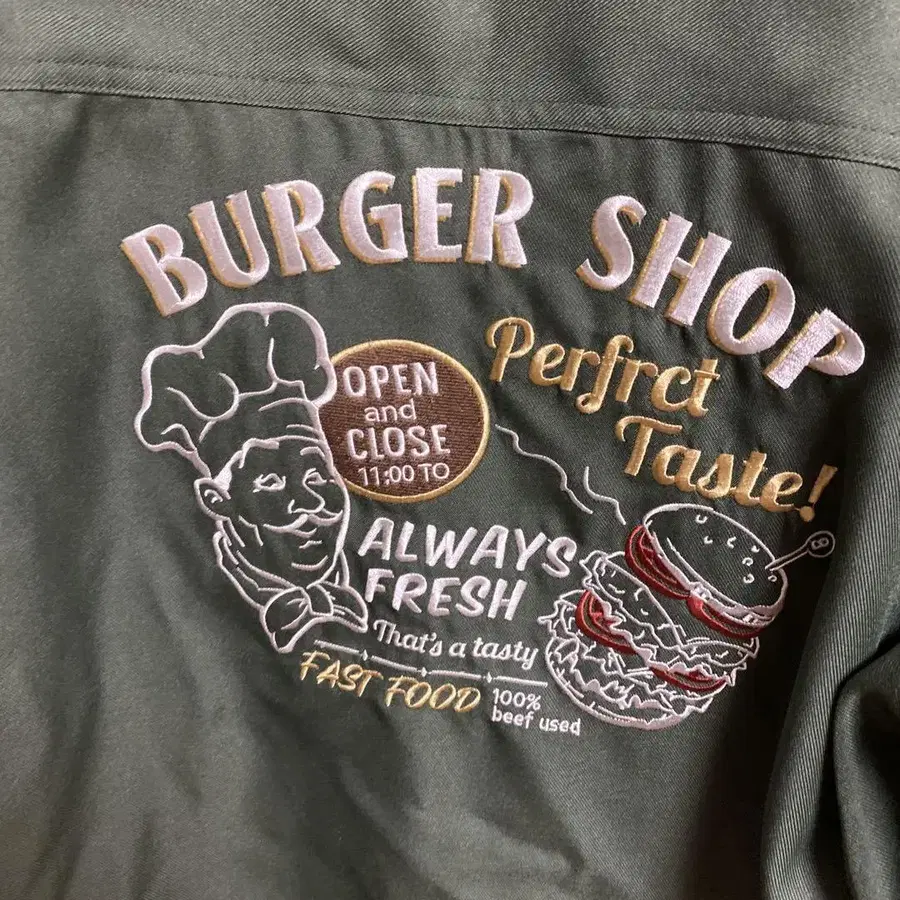 BURGER SHOP
Perfrct
Taste!
OPEN
and
CLOSE
11;00 TO
ALWAYS
FRESH
That's a tasty
FAST FOOD
100%
beef used